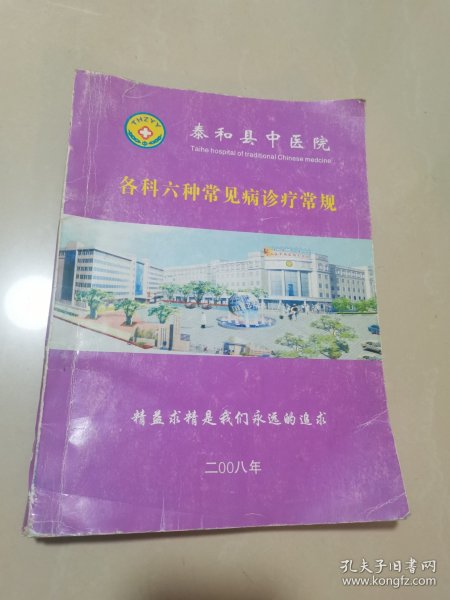 THZYY
泰和县中医院
Taihe hospital of traditional Chinese medcine
各科六种常见病诊疗常规
精益求精是我们永远的追求
二00八年
孔夫子旧书网
www.kongfz.com